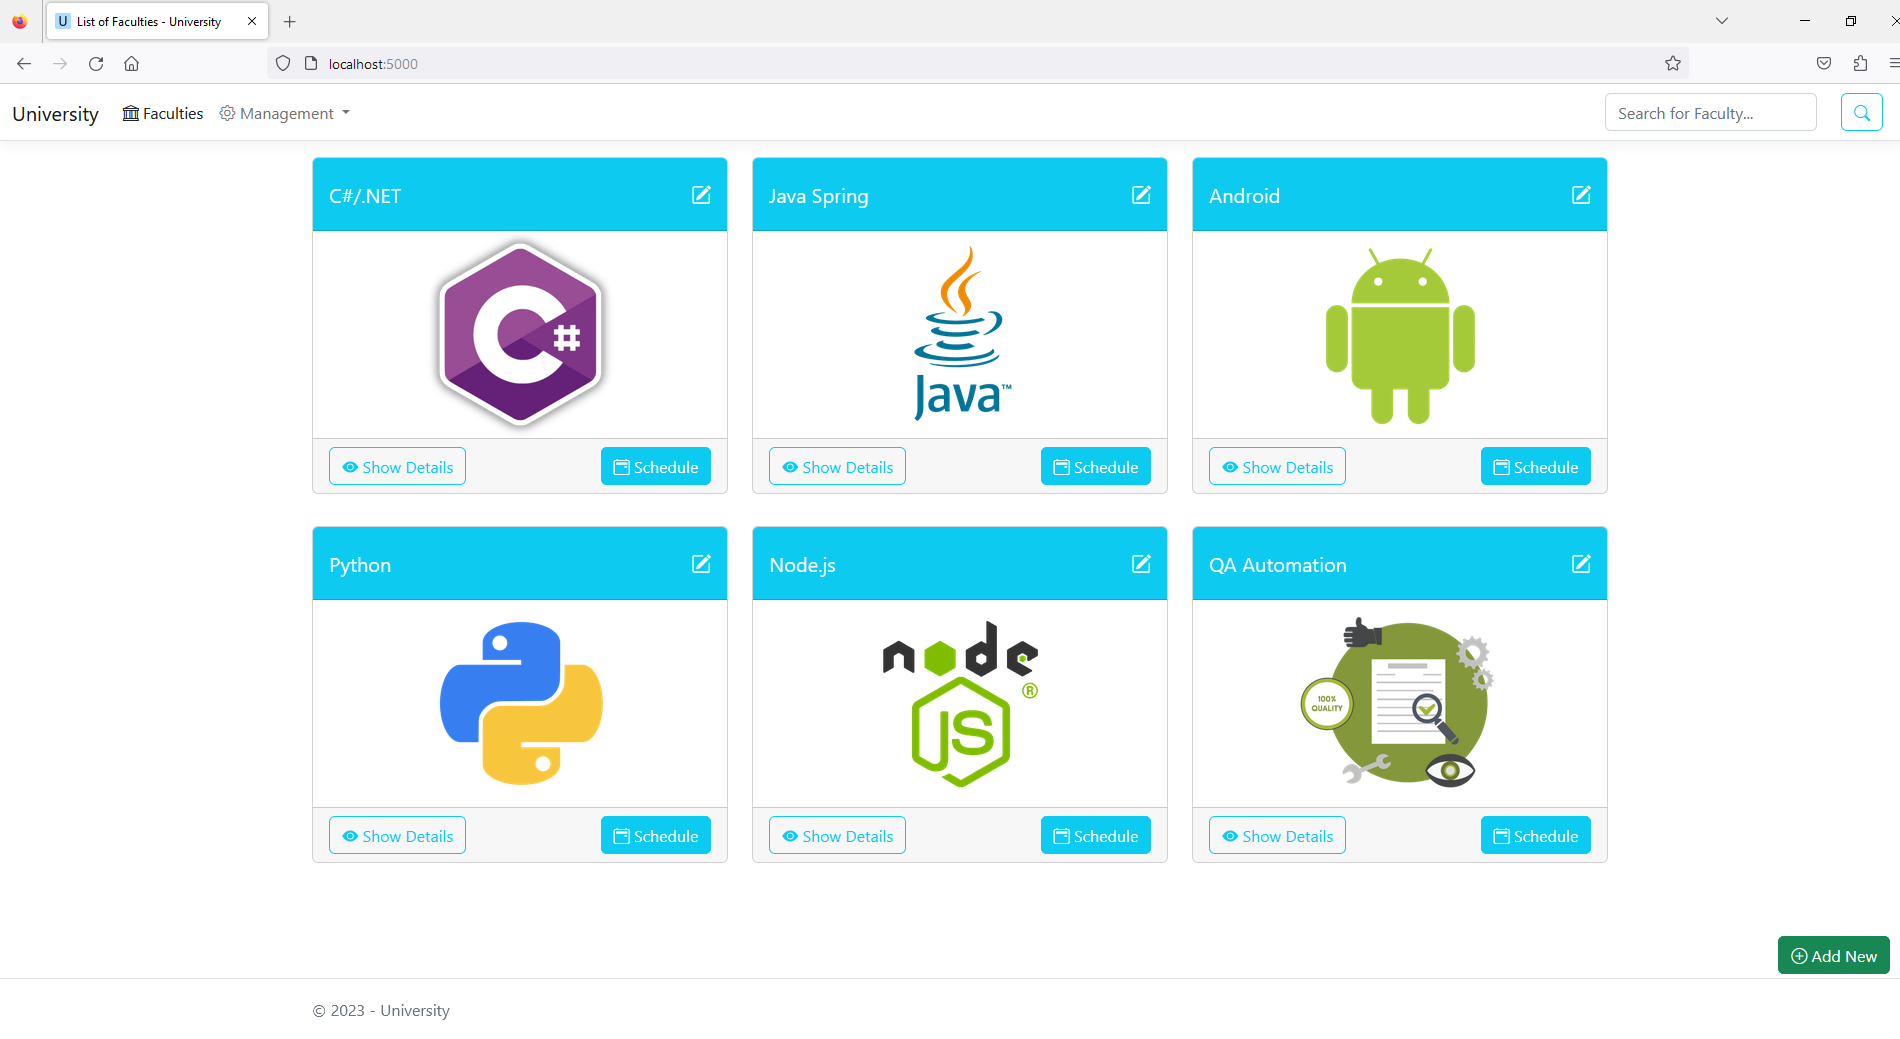 U List of Faculties - University
localhost:5000
University Faculties Management Search for Faculty...
C#/.NET Java Spring Android
C#
Java™
Show Details Schedule Show Details Schedule Show Details Schedule
Python Node.js QA Automation
node
JS ®
100%
QUALITY
Show Details Schedule Show Details Schedule Show Details Schedule
Add New
© 2023 - University